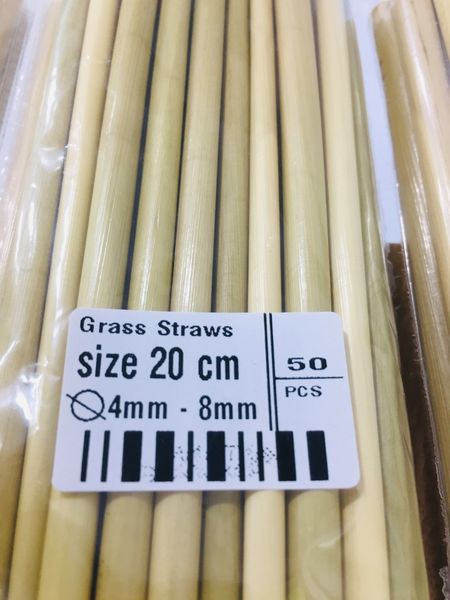 Grass Straws
size 20 cm
⌀4mm - 8mm
50
PCS